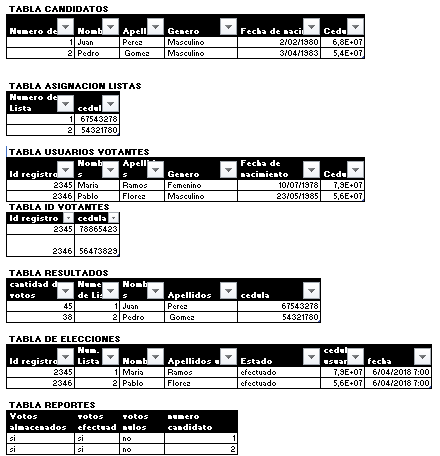 TABLA CANDIDATOS
Numero de Nomb Apell Genero Fecha de nacin Cedu
1 Juan Perez Masculino 2/02/1980 6,8E+07
2 Pedro Gomez Masculino 3/04/1983 5,4E+07
TABLA ASIGNACION LISTAS
Numero de
Lista cedul
1 67543278
2 54321780
TABLA USUARIOS VOTANTES
Id registro Nomb s Apellid s Genero Fecha de nacimiento Cedu
2345 Maria Ramos Femenino 10/07/1978 7,9E+07
2346 Pablo Florez Masculino 23/05/1985 5,6E+07
TABLA ID VOTANTES
Id registro cedula
2345 78865423
2346 56473829
TABLA RESULTADOS
cantidad d votos Nume de Lis Nomb s Apellidos cedula
45 1 Juan Perez 67543278
38 2 Pedro Gomez 54321780
TABLA DE ELECCIONES
Id registro Num. Lista Nomb Apellidos u Estado cedul usuar fecha
2345 1 Maria Ramos efectuado 7,9E+07 6/04/2018 7:00
2346 2 Pablo Florez efectuado 5,6E+07 6/04/2018 7:00
TABLA REPORTES
Votos almacenados votos efectuad votos nulos numero candidato
si si no 1
si si no 2